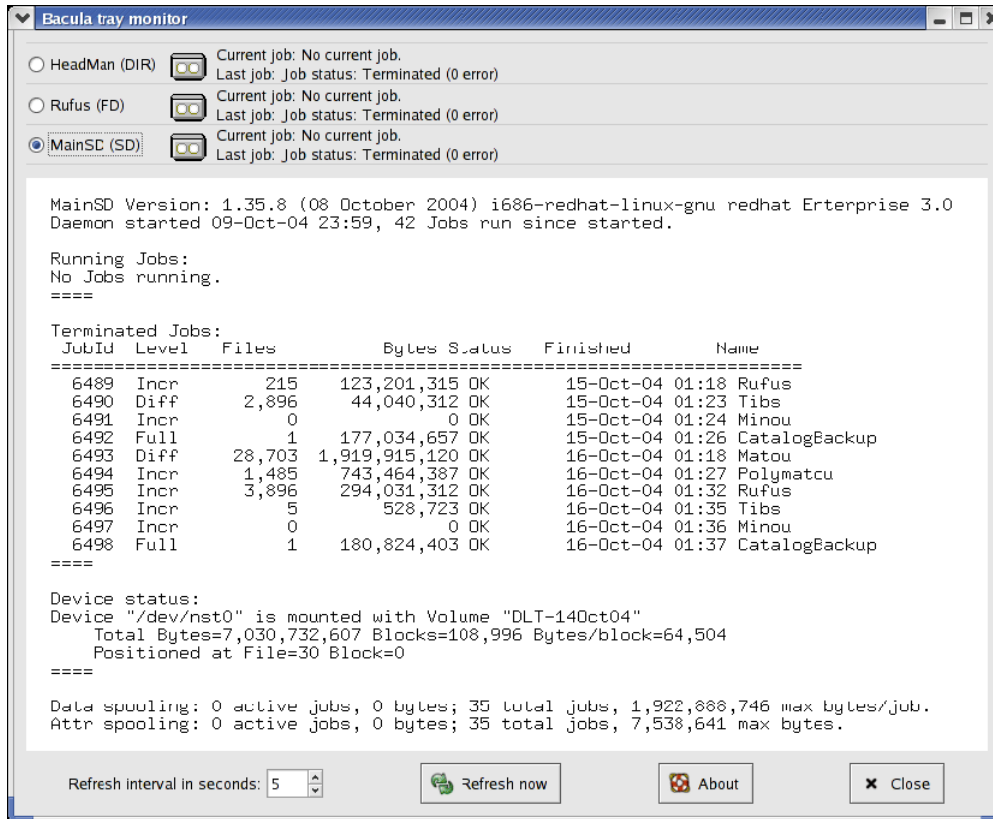 Bacula tray monitor
HeadMan (DIR) Current job: No current job.
Last job: Job status: Terminated (0 error)
Rufus (FD) Current job: No current job.
Last job: Job status: Terminated (0 error)
MainSD (SD) Current job: No current job.
Last job: Job status: Terminated (0 error)
MainSD Version: 1.35.8 (08 October 2004) i686-redhat-linux-gnu redhat Erterprise 3.0
Daemon started 09-Oct-04 23:59, 42 Jobs run since started.
Running Jobs:
No Jobs running.
====
Terminated Jobs:
JobId Level Files Bytes Status Finished Name
======================================================================
6489 Incr 215 123,201,315 OK 15-Oct-04 01:18 Rufus
6490 Diff 2,896 44,040,312 OK 15-Oct-04 01:23 Tibs
6491 Incr 0 0 OK 15-Oct-04 01:24 Minou
6492 Full 1 177,034,657 OK 15-Oct-04 01:26 CatalogBackup
6493 Diff 28,703 1,919,915,120 OK 16-Oct-04 01:18 Matou
6494 Incr 1,485 743,464,387 OK 16-Oct-04 01:27 Polymatcu
6495 Incr 3,896 294,031,312 OK 16-Oct-04 01:32 Rufus
6496 Incr 5 528,723 OK 16-Oct-04 01:35 Tibs
6497 Incr 0 0 OK 16-Oct-04 01:36 Minou
6498 Full 1 180,824,403 OK 16-Oct-04 01:37 CatalogBackup
====
Device status:
Device "/dev/nst0" is mounted with Volume "DLT-14Oct04"
Total Bytes=7,030,732,607 Blocks=108,996 Bytes/block=64,504
Positioned at File=30 Block=0
====
Data spooling: 0 active jobs, 0 bytes; 35 total jobs, 1,922,888,746 max bytes/job.
Attr spooling: 0 active jobs, 0 bytes; 35 total jobs, 7,538,641 max bytes.
Refresh interval in seconds: 5 Refresh now About Close